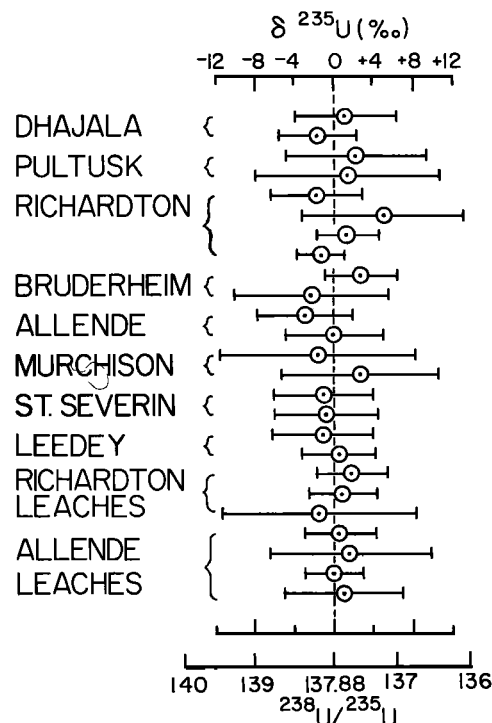 δ ²³⁵U (‰)
-12 -8 -4 0 +4 +8 +12
DHAJALA
PULTUSK
RICHARDTON
BRUDERHEIM
ALLENDE
MURCHISON
ST. SEVERIN
LEEDEY
RICHARDTON
LEACHES
ALLENDE
LEACHES
140 139 137.88 137 136
²³⁸U/²³⁵U